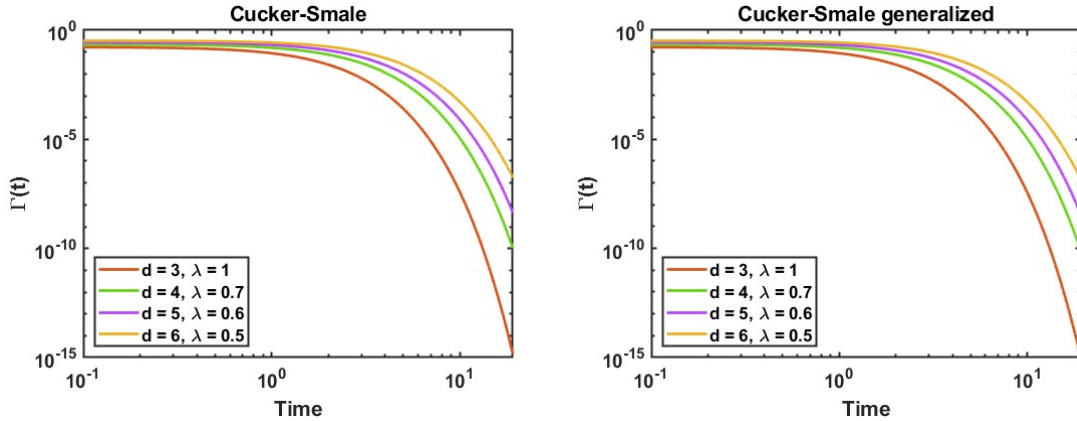 Cucker-Smale
10^0
10^-5
10^-10
10^-15
Γ(t)
d = 3, λ = 1
d = 4, λ = 0.7
d = 5, λ = 0.6
d = 6, λ = 0.5
10^-1
10^0
10^1
Time
Cucker-Smale generalized
10^0
10^-5
10^-10
10^-15
Γ(t)
d = 3, λ = 1
d = 4, λ = 0.7
d = 5, λ = 0.6
d = 6, λ = 0.5
10^-1
10^0
10^1
Time